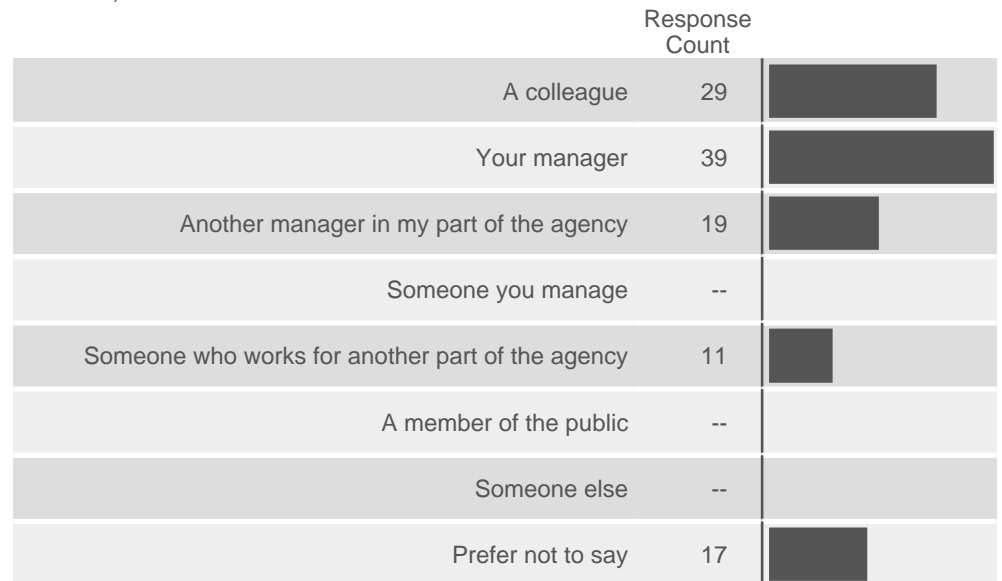 Response
Count
A colleague 29
Your manager 39
Another manager in my part of the agency 19
Someone you manage --
Someone who works for another part of the agency 11
A member of the public --
Someone else --
Prefer not to say 17